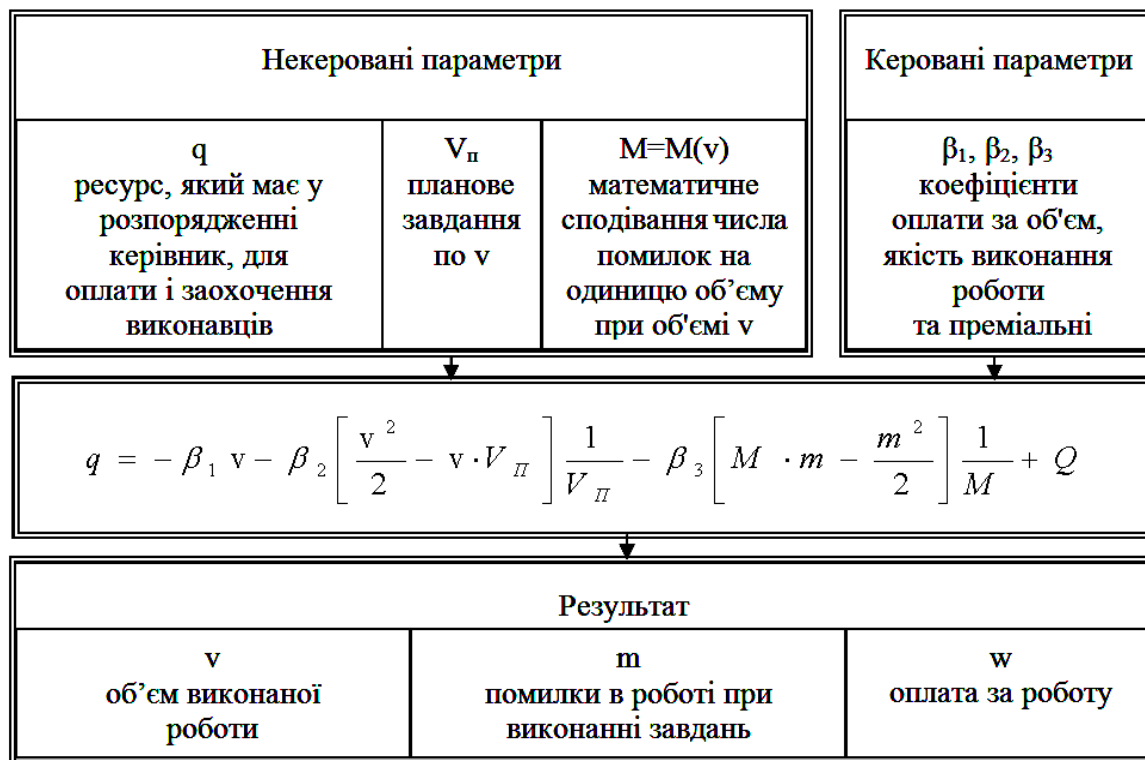 Некеровані параметри
Керовані параметри
q
ресурс, який має у
розпорядженні
керівник, для
оплати і заохочення
виконавців
Vп
планове
завдання
по v
M=M(v)
математичне
сподівання числа
помилок на
одиницю об’єму
при об'ємі v
β₁, β₂, β₃
коефіцієнти
оплати за об'єм,
якість виконання
роботи
та преміальні
q = − β₁ v − β₂ [ v²/2 − v · V_П ] 1/V_П − β₃ [ M · m − m²/2 ] 1/M + Q
Результат
v
об’єм виконаної
роботи
m
помилки в роботі при
виконанні завдань
w
оплата за роботу